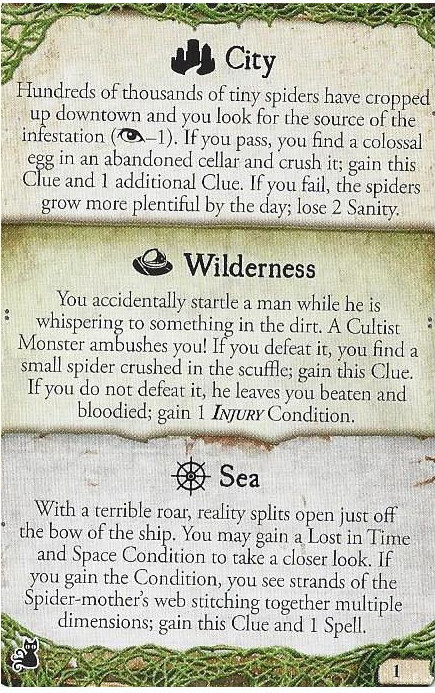 City
Hundreds of thousands of tiny spiders have cropped
up downtown and you look for the source of the
infestation (–1). If you pass, you find a colossal
egg in an abandoned cellar and crush it; gain this
Clue and 1 additional Clue. If you fail, the spiders
grow more plentiful by the day; lose 2 Sanity.
Wilderness
You accidentally startle a man while he is
whispering to something in the dirt. A Cultist
Monster ambushes you! If you defeat it, you find a
small spider crushed in the scuffle; gain this Clue.
If you do not defeat it, he leaves you beaten and
bloodied; gain 1 INJURY Condition.
Sea
With a terrible roar, reality splits open just off
the bow of the ship. You may gain a Lost in Time
and Space Condition to take a closer look. If
you gain the Condition, you see strands of the
Spider-mother's web stitching together multiple
dimensions; gain this Clue and 1 Spell.
1